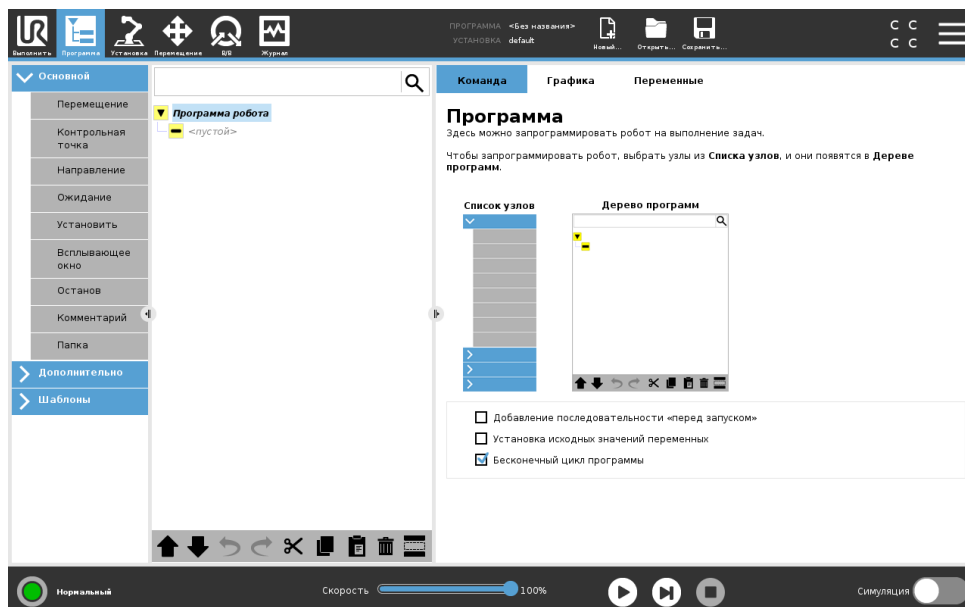 Выполнить
Программа
Установка
Перемещение
В/В
Журнал
ПРОГРАММА <Без названия>
УСТАНОВКА default
Новый...
Открыть...
Сохранить...
C C
C C
Основной
Перемещение
Контрольная
точка
Направление
Ожидание
Установить
Всплывающее
окно
Останов
Комментарий
Папка
Дополнительно
Шаблоны
Программа робота
<пустой>
Команда
Графика
Переменные
Программа
Здесь можно запрограммировать робот на выполнение задач.
Чтобы запрограммировать робот, выбрать узлы из Списка узлов, и они появятся в Дереве
программ.
Список узлов
Дерево программ
Добавление последовательности «перед запуском»
Установка исходных значений переменных
Бесконечный цикл программы
Нормальный
Скорость
100%
Симуляция